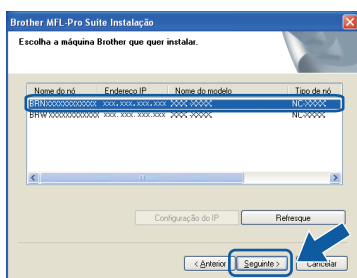 Brother MFL-Pro Suite Instalação
Escolha a máquina Brother que quer instalar.
Nome do nó Endereço IP Nome do modelo Tipo de nó
BRNXXXXXXXXXXXX xxx.xxx.xxx.xxx XXX-XXXX NC-XXXX
BRWXXXXXXXXXXXX xxx.xxx.xxx.xxx XXX-XXXX NC-XXXX
Configuração do IP Refresque
< Anterior Seguinte > Cancelar